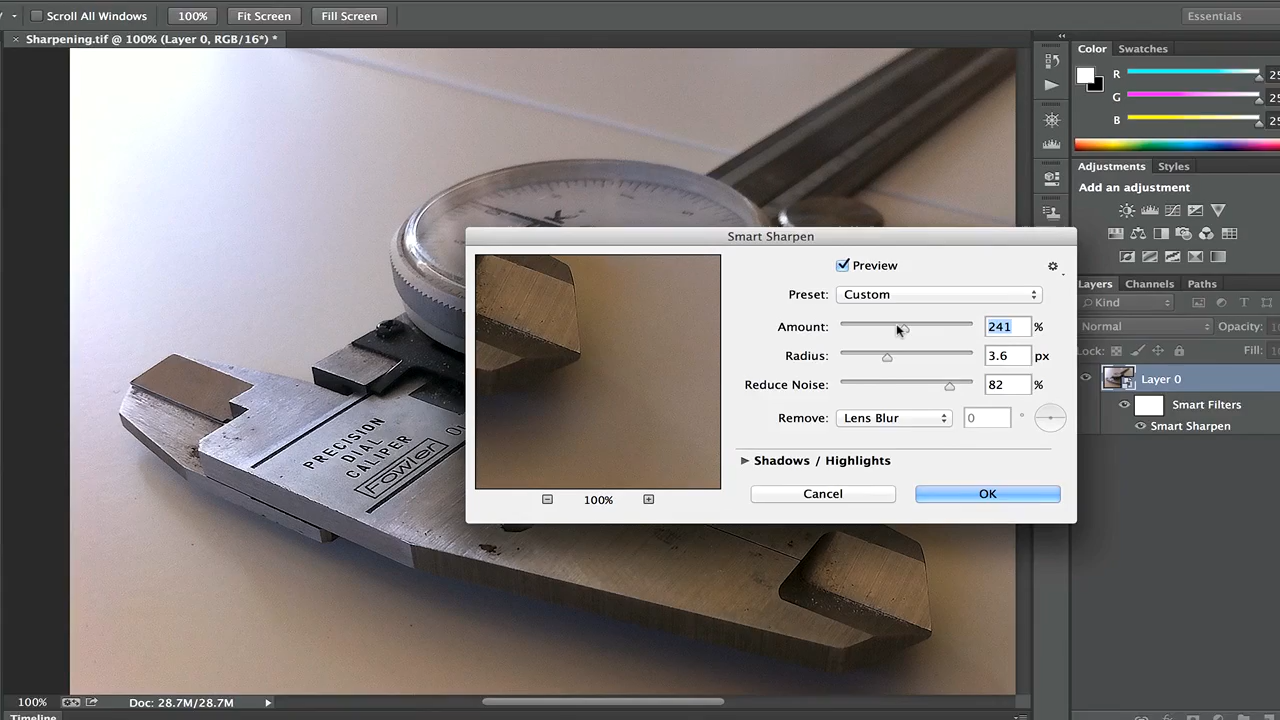 Scroll All Windows 100% Fit Screen Fill Screen Essentials
× Sharpening.tif @ 100% (Layer 0, RGB/16*) *
Color Swatches
R 25
G 25
B 25
Adjustments Styles
Add an adjustment
Layers Channels Paths
Kind
Normal Opacity:
Lock: Fill:
Layer 0
Smart Filters
Smart Sharpen
Smart Sharpen
Preview
Preset: Custom
Amount: 241 %
Radius: 3.6 px
Reduce Noise: 82 %
Remove: Lens Blur 0 °
Shadows / Highlights
100%
Cancel OK
PRECISION
DIAL
CALIPER
Fowler
100% Doc: 28.7M/28.7M
Timeline